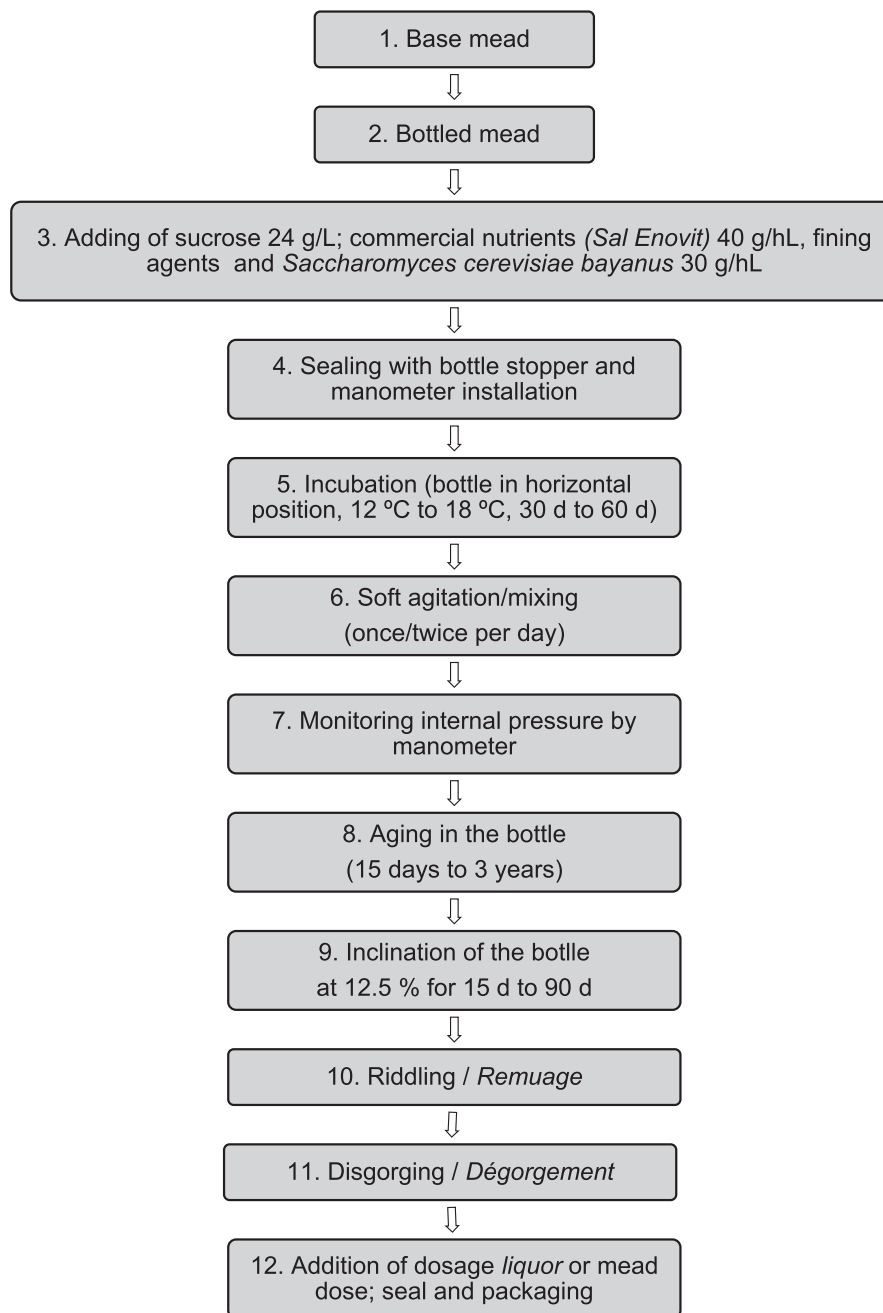 1. Base mead
2. Bottled mead
3. Adding of sucrose 24 g/L; commercial nutrients (Sal Enovit) 40 g/hL, fining
agents and Saccharomyces cerevisiae bayanus 30 g/hL
4. Sealing with bottle stopper and
manometer installation
5. Incubation (bottle in horizontal
position, 12 ºC to 18 ºC, 30 d to 60 d)
6. Soft agitation/mixing
(once/twice per day)
7. Monitoring internal pressure by
manometer
8. Aging in the bottle
(15 days to 3 years)
9. Inclination of the botlle
at 12.5 % for 15 d to 90 d
10. Riddling / Remuage
11. Disgorging / Dégorgement
12. Addition of dosage liquor or mead
dose; seal and packaging